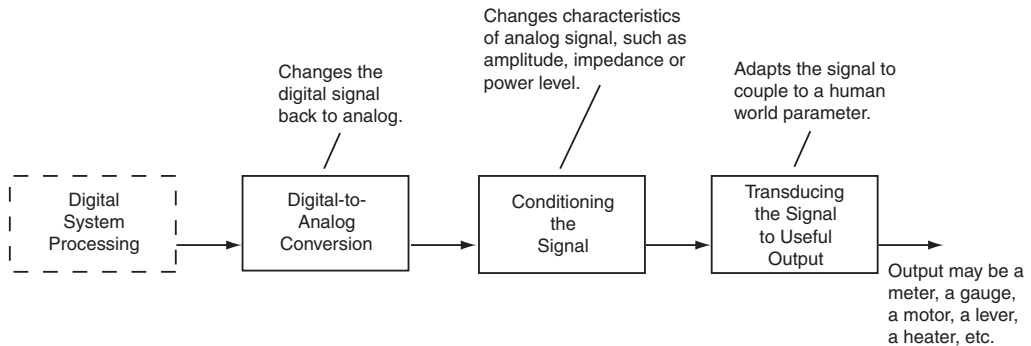 Changes characteristics
of analog signal, such as
amplitude, impedance or
power level.
Changes the
digital signal
back to analog.
Adapts the signal to
couple to a human
world parameter.
Digital
System
Processing
Digital-to-
Analog
Conversion
Conditioning
the
Signal
Transducing
the Signal
to Useful
Output
Output may be a
meter, a gauge,
a motor, a lever,
a heater, etc.